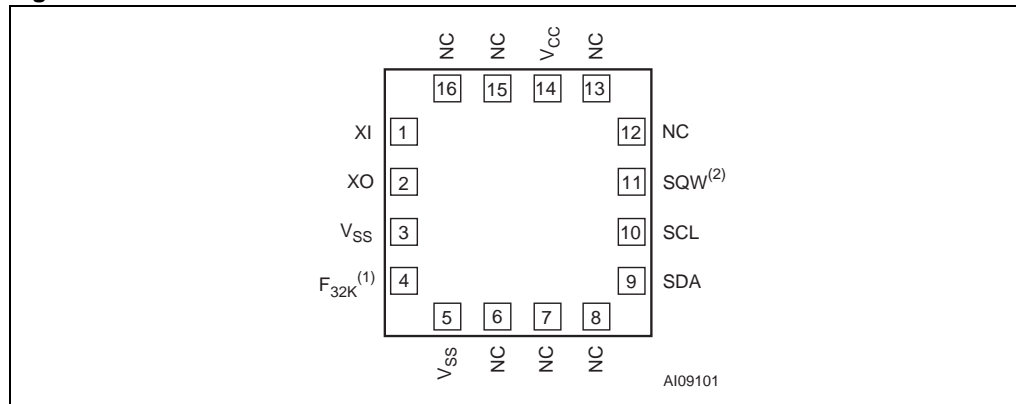 NC NC VCC NC
16 15 14 13
XI 1 12 NC
XO 2 11 SQW(2)
VSS 3 10 SCL
F32K(1) 4 9 SDA
5 6 7 8
VSS NC NC NC
AI09101